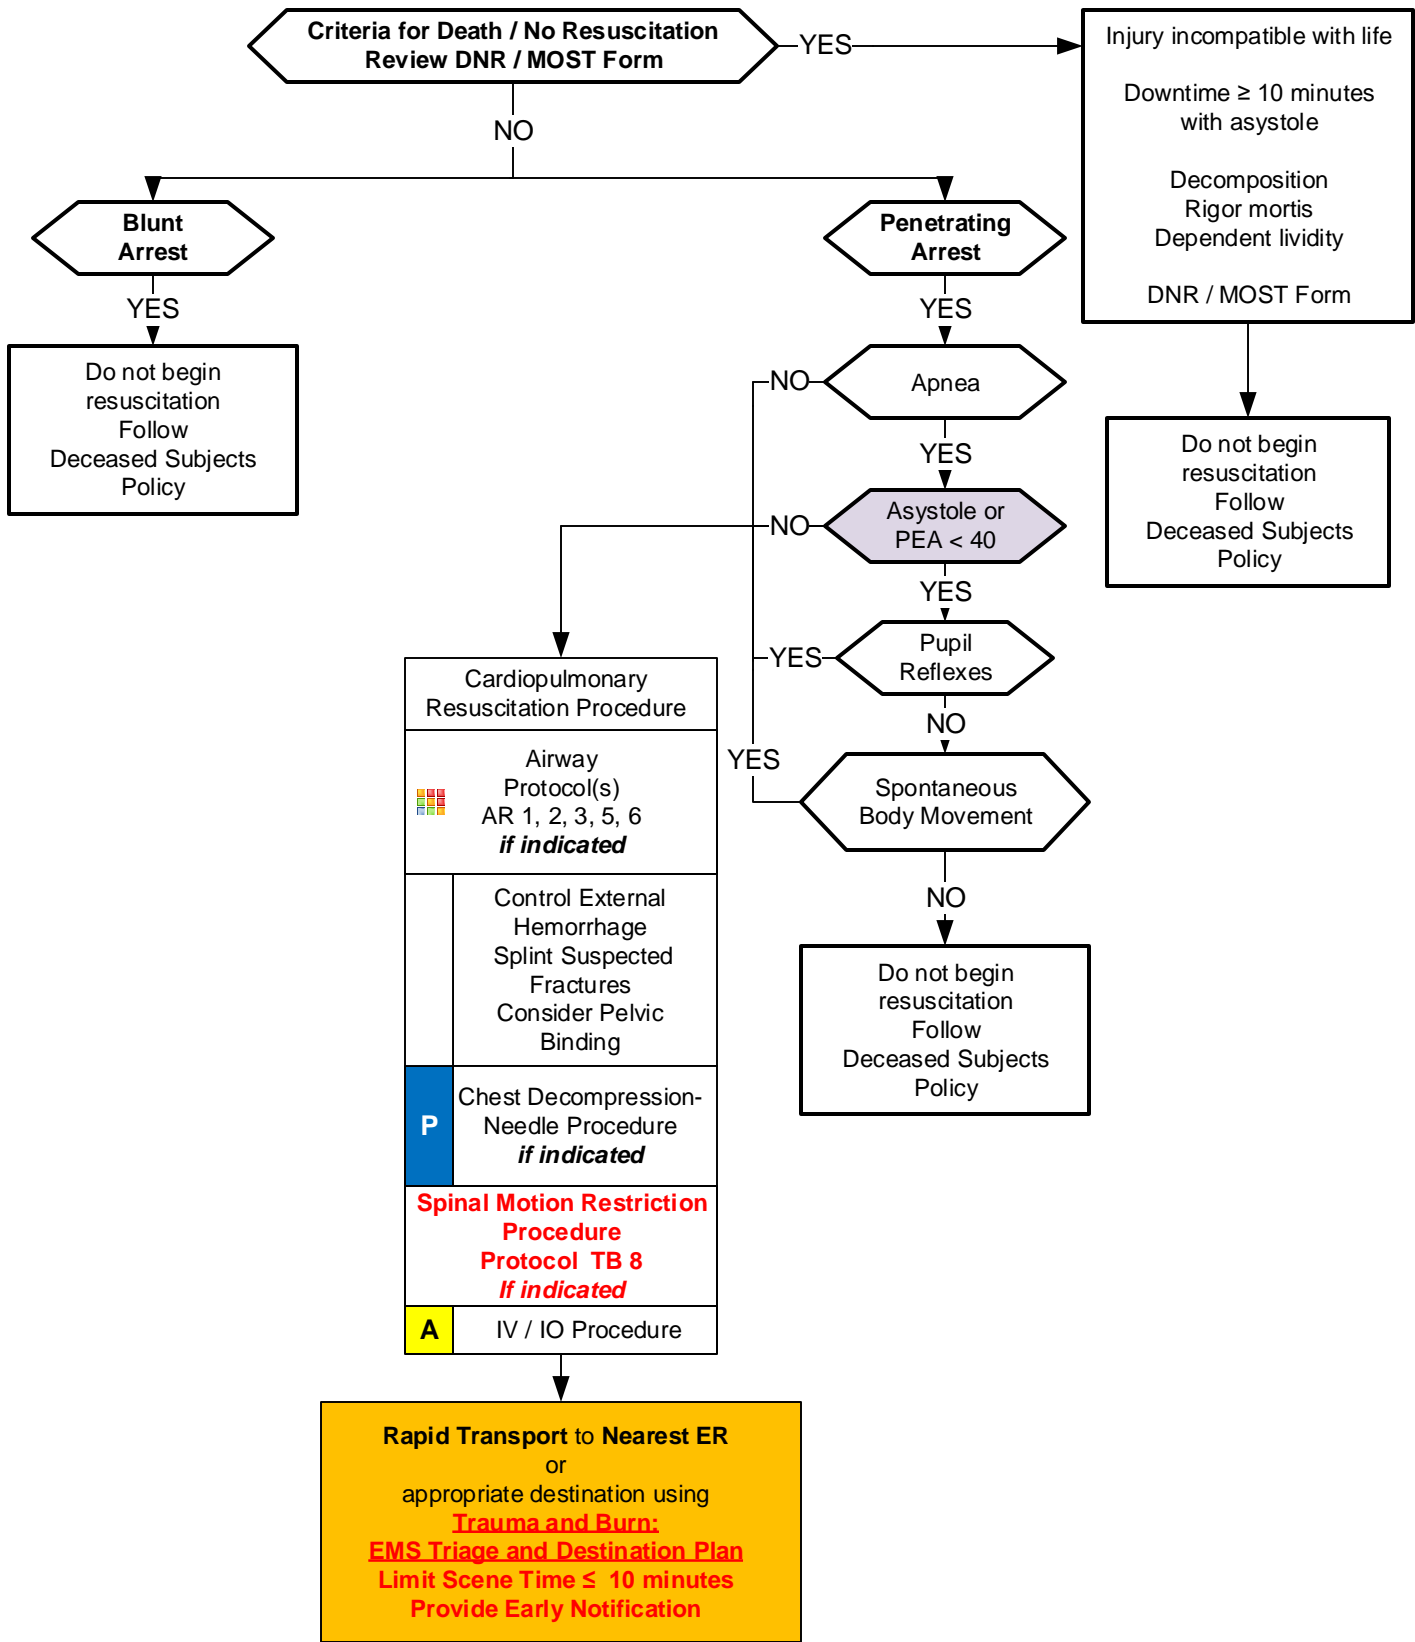 Criteria for Death / No Resuscitation
Review DNR / MOST Form
YES
Injury incompatible with life
Downtime ≥ 10 minutes
with asystole
Decomposition
Rigor mortis
Dependent lividity
DNR / MOST Form
Do not begin
resuscitation
Follow
Deceased Subjects
Policy
NO
Blunt
Arrest
YES
Do not begin
resuscitation
Follow
Deceased Subjects
Policy
Penetrating
Arrest
YES
Apnea
NO
YES
Asystole or
PEA < 40
NO
YES
Pupil
Reflexes
YES
NO
Spontaneous
Body Movement
YES
NO
Do not begin
resuscitation
Follow
Deceased Subjects
Policy
Cardiopulmonary
Resuscitation Procedure
Airway
Protocol(s)
AR 1, 2, 3, 5, 6
if indicated
Control External
Hemorrhage
Splint Suspected
Fractures
Consider Pelvic
Binding
P
Chest Decompression-
Needle Procedure
if indicated
Spinal Motion Restriction
Procedure
Protocol TB 8
If indicated
A
IV / IO Procedure
Rapid Transport to Nearest ER
or
appropriate destination using
Trauma and Burn:
EMS Triage and Destination Plan
Limit Scene Time ≤ 10 minutes
Provide Early Notification